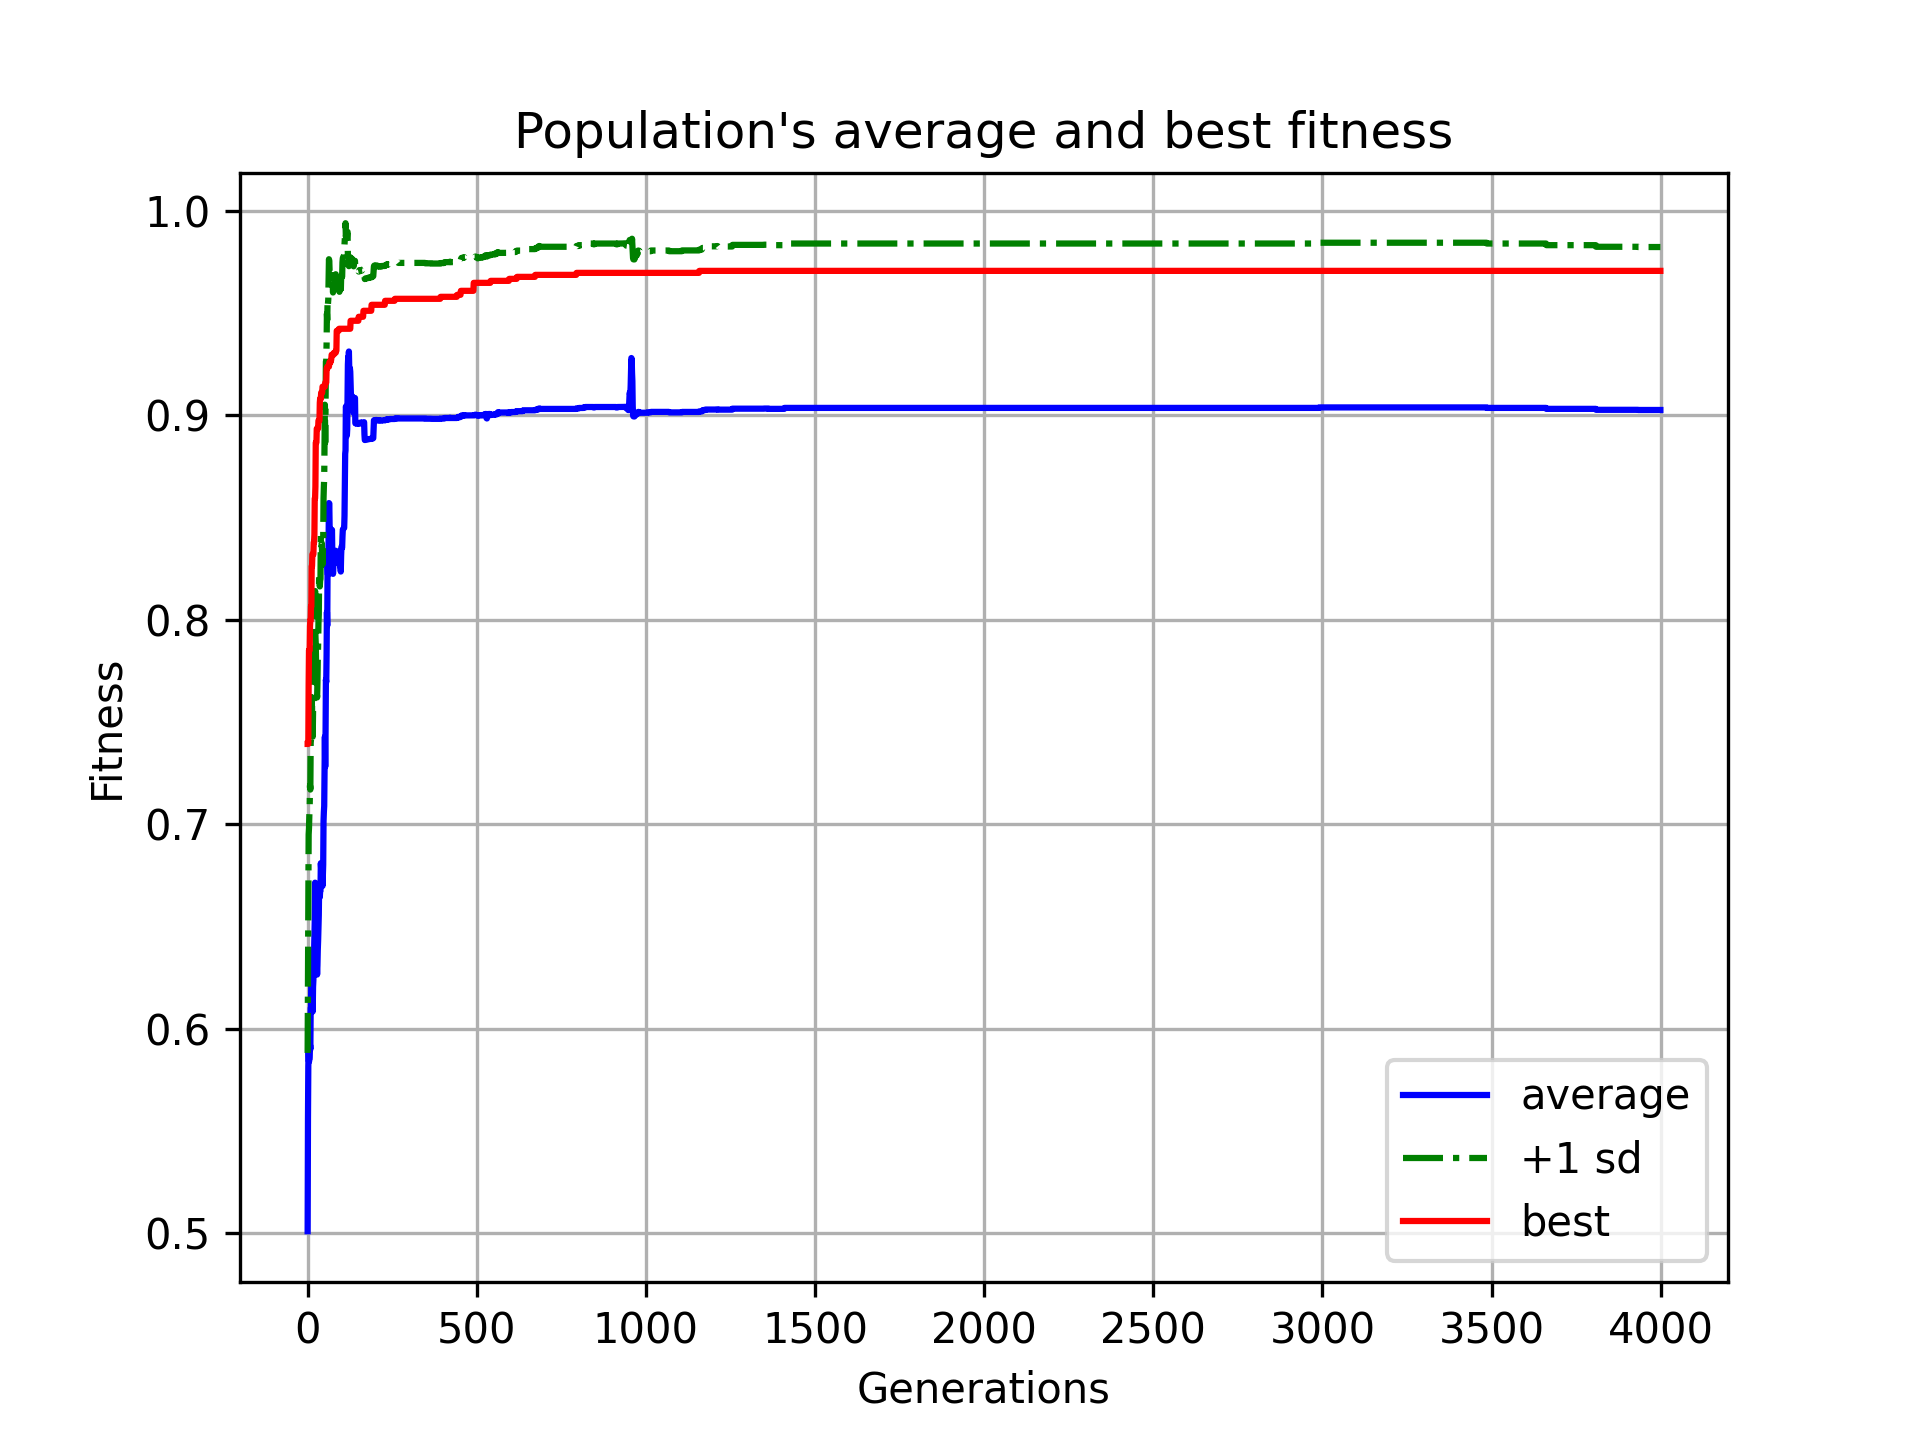 Population's average and best fitness
1.0
0.9
0.8
0.7
0.6
0.5
Fitness
0 500 1000 1500 2000 2500 3000 3500 4000
Generations
average
+1 sd
best